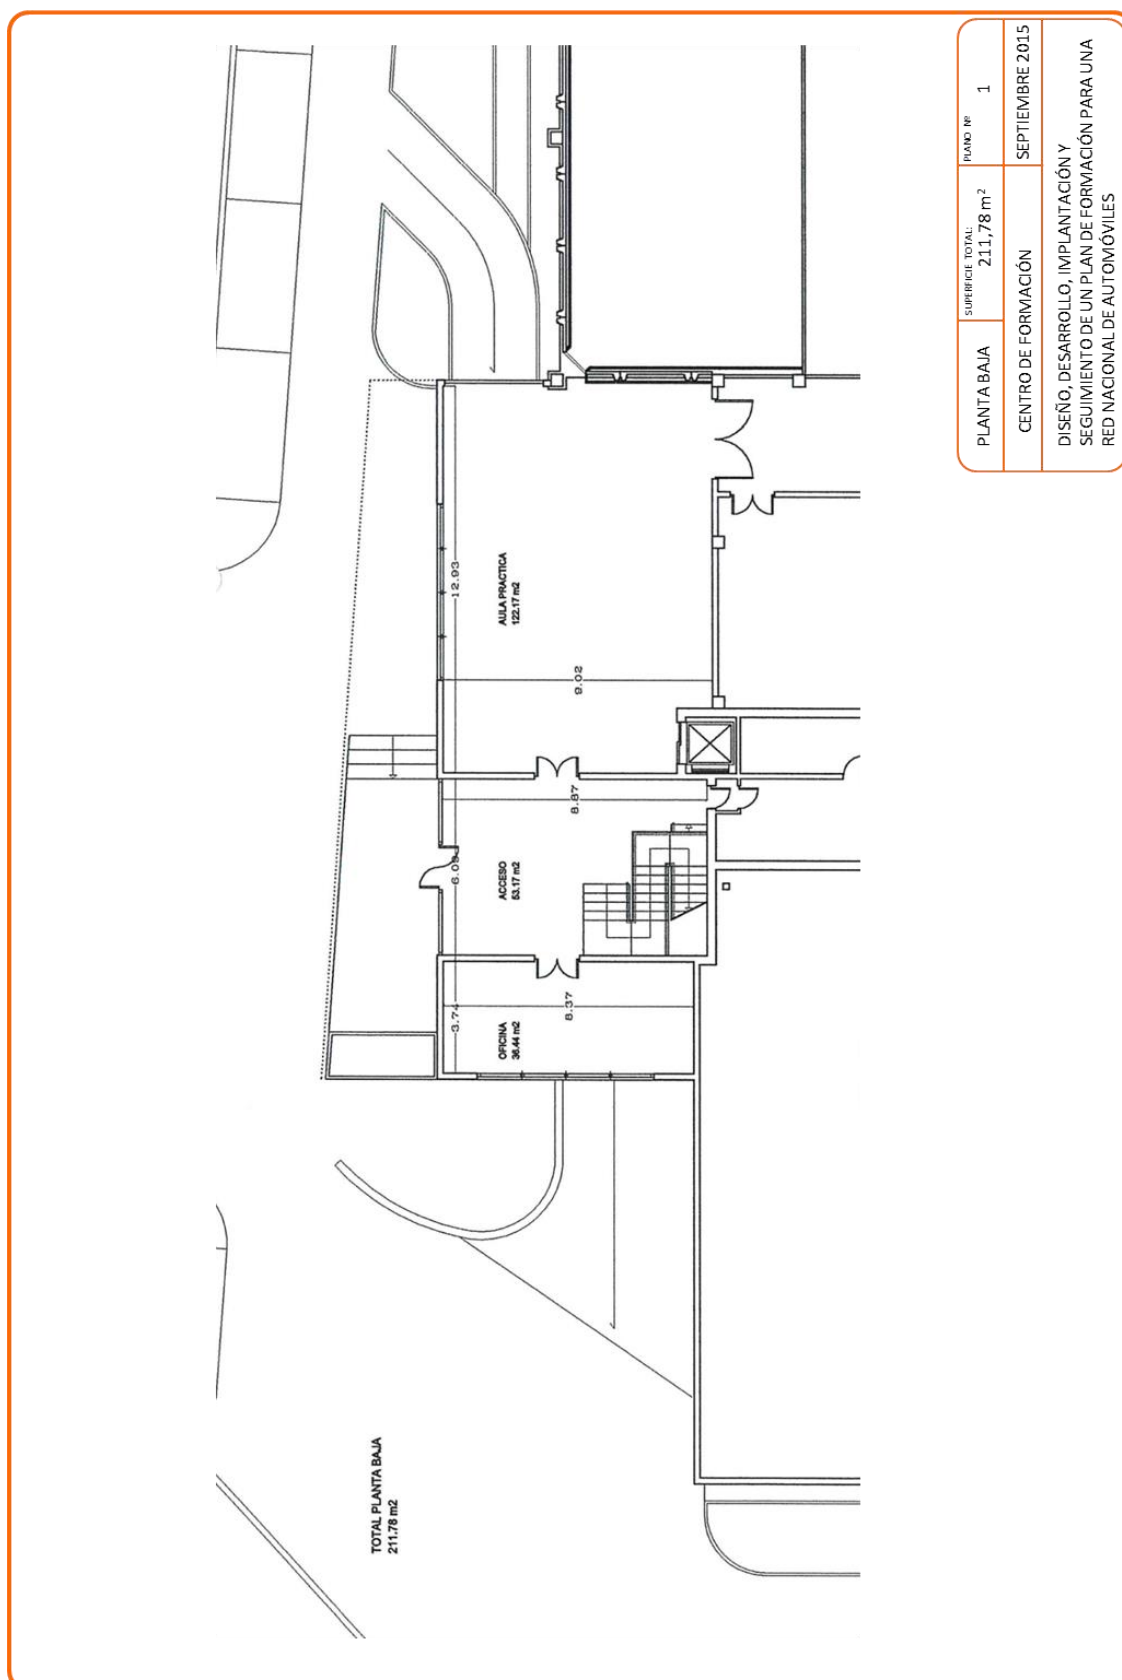 PLANTA BAJA
SUPERFICIE TOTAL:
211,78 m²
PLANO Nº
1
CENTRO DE FORMACIÓN
SEPTIEMBRE 2015
DISEÑO, DESARROLLO, IMPLANTACIÓN Y
SEGUIMIENTO DE UN PLAN DE FORMACIÓN PARA UNA
RED NACIONAL DE AUTOMÓVILES
TOTAL PLANTA BAJA
211.78 m2
OFICINA
36.44 m2
3.74
8.37
ACCESO
53.17 m2
6.09
8.87
AULA PRACTICA
122.17 m2
12.93
9.02